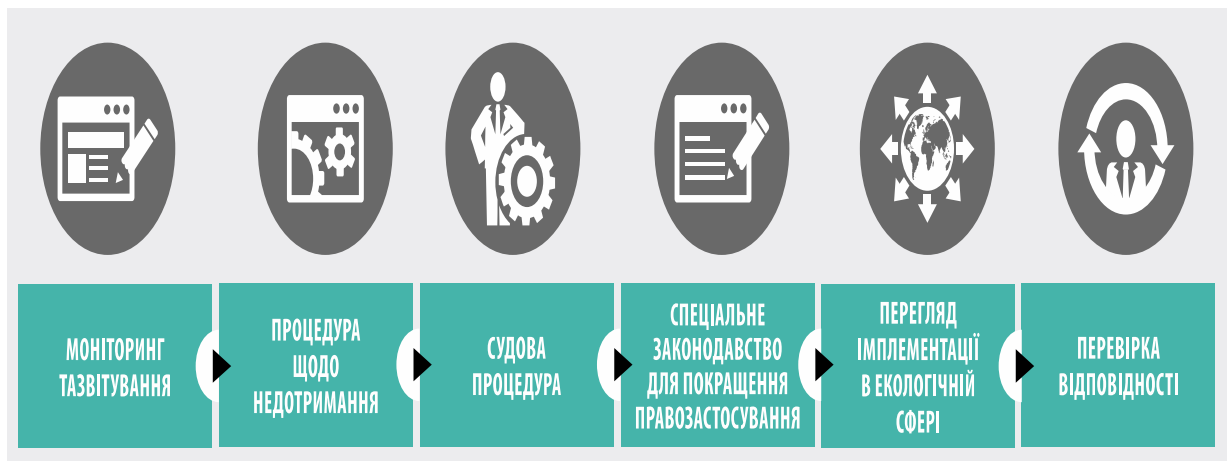 МОНІТОРИНГ
ТАЗВІТУВАННЯ
ПРОЦЕДУРА
ЩОДО
НЕДОТРИМАННЯ
СУДОВА
ПРОЦЕДУРА
СПЕЦІАЛЬНЕ
ЗАКОНОДАВСТВО
ДЛЯ ПОКРАЩЕННЯ
ПРАВОЗАСТОСУВАННЯ
ПЕРЕГЛЯД
ІМПЛЕМЕНТАЦІЇ
В ЕКОЛОГІЧНІЙ
СФЕРІ
ПЕРЕВІРКА
ВІДПОВІДНОСТІ